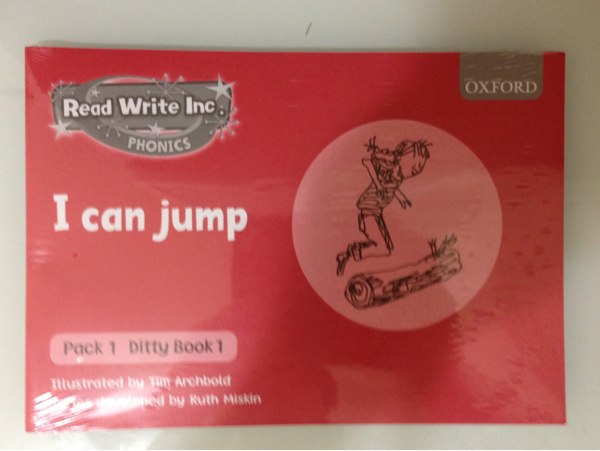 OXFORD
Read Write Inc.
PHONICS
I can jump
Pack 1 Ditty Book 1
Illustrated by Tim Archbold
developed by Ruth Miskin